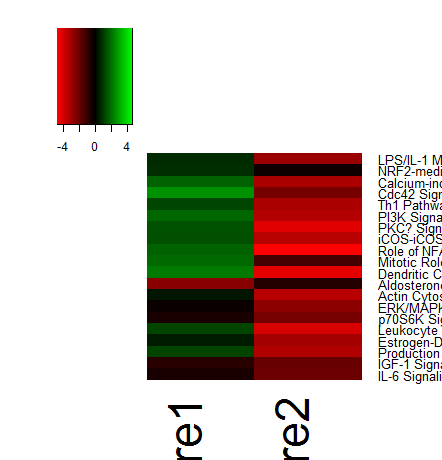 -4 0 4
LPS/IL-1 M
NRF2-medi
Calcium-ind
Cdc42 Sign
Th1 Pathwa
PI3K Signa
PKC? Signa
iCOS-iCOS
Role of NFA
Mitotic Role
Dendritic C
Aldosterone
Actin Cytos
ERK/MAPK
p70S6K Sig
Leukocyte
Estrogen-D
Production
IGF-1 Signa
IL-6 Signali
re1
re2